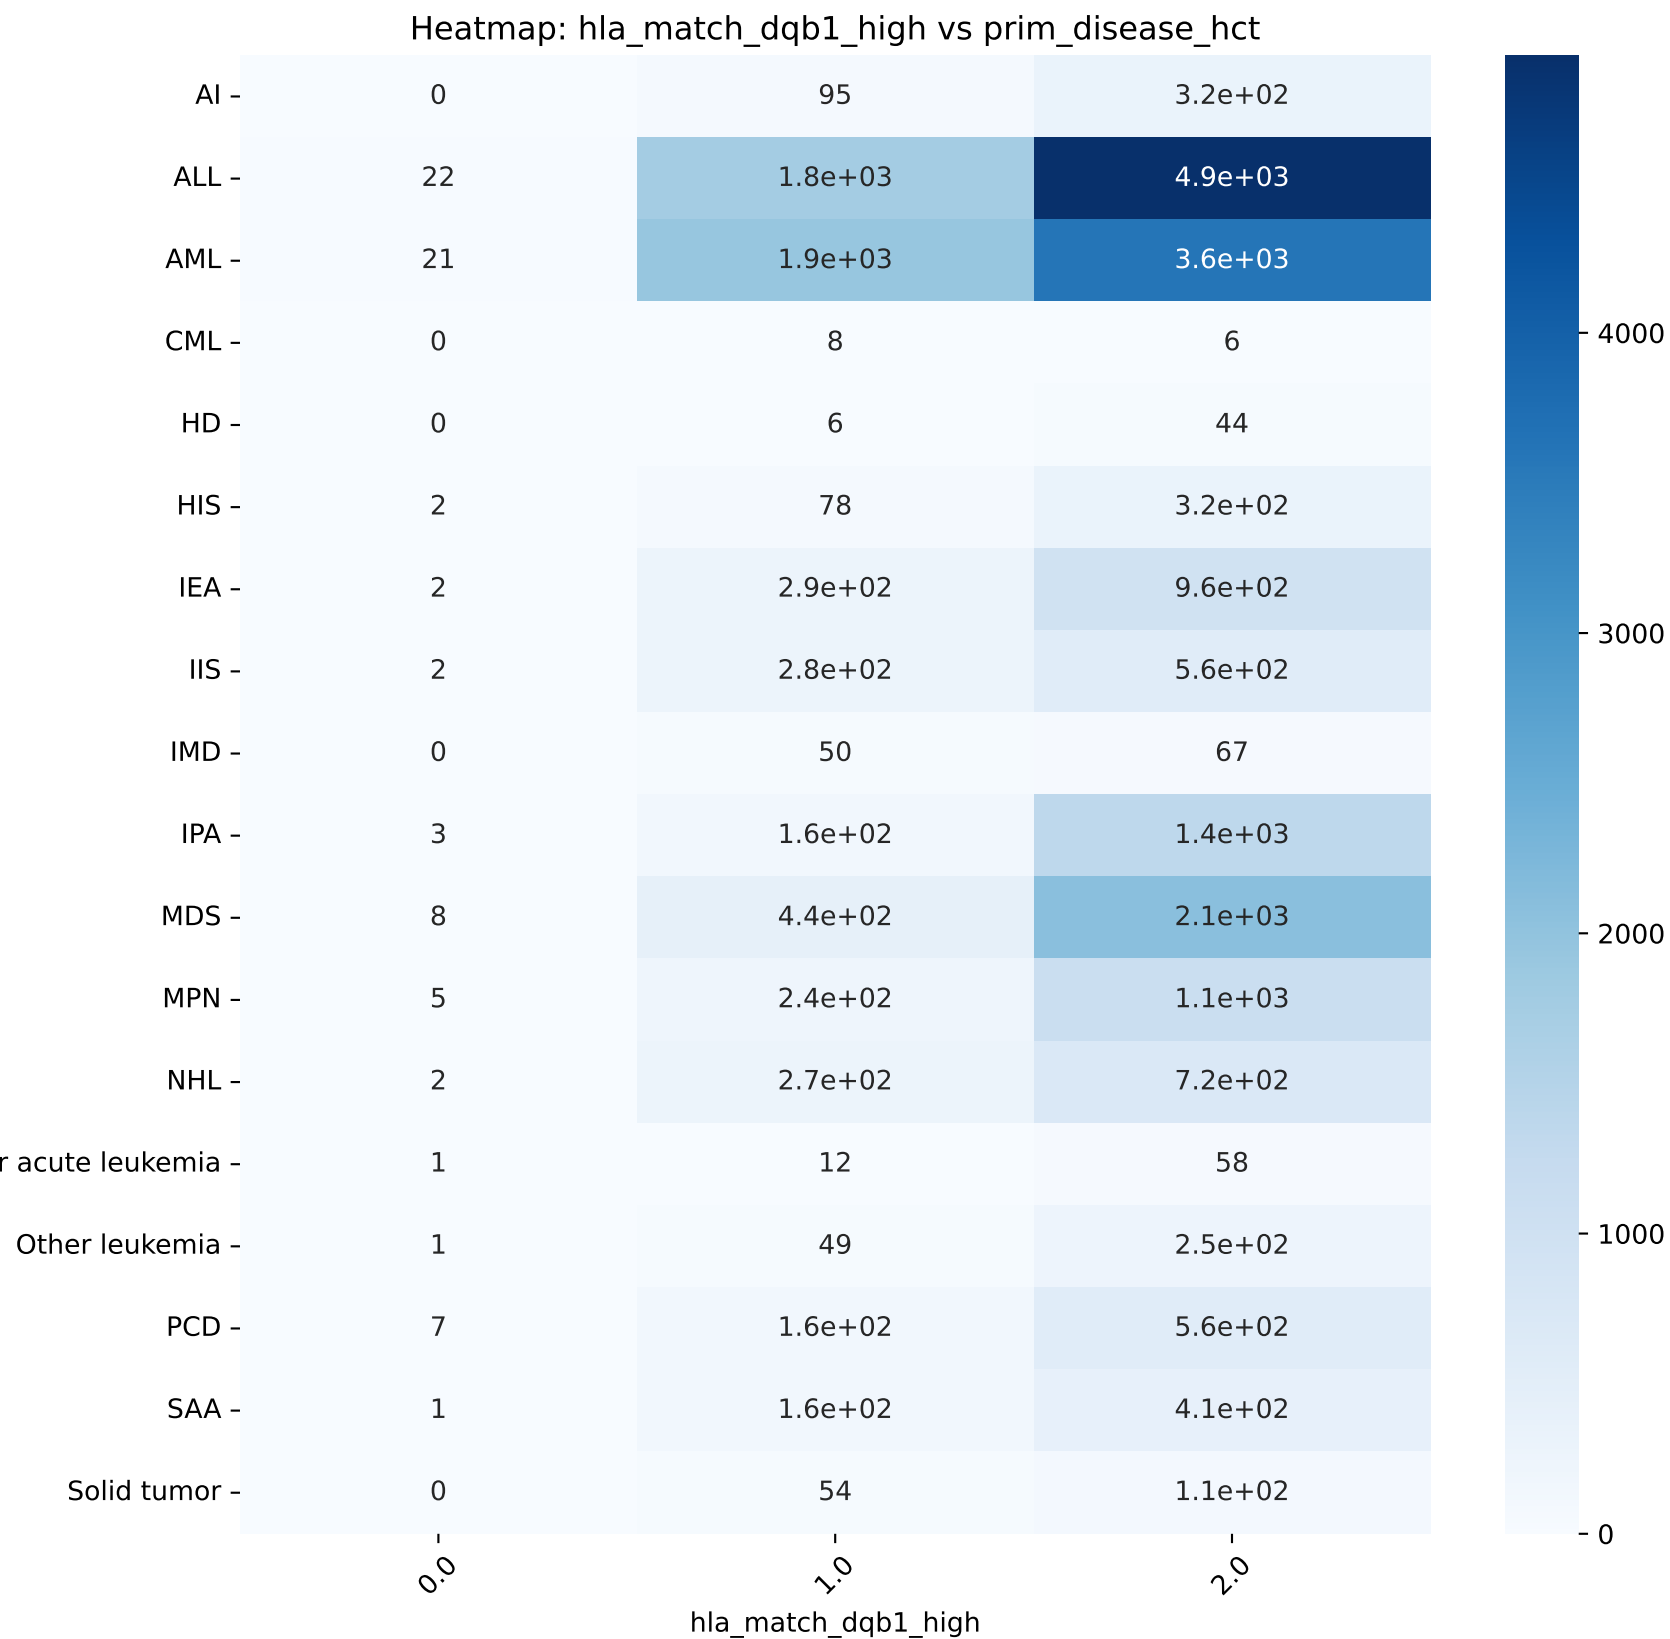 Heatmap: hla_match_dqb1_high vs prim_disease_hct
AI 0 95 3.2e+02
ALL 22 1.8e+03 4.9e+03
AML 21 1.9e+03 3.6e+03
CML 0 8 6
HD 0 6 44
HIS 2 78 3.2e+02
IEA 2 2.9e+02 9.6e+02
IIS 2 2.8e+02 5.6e+02
IMD 0 50 67
IPA 3 1.6e+02 1.4e+03
MDS 8 4.4e+02 2.1e+03
MPN 5 2.4e+02 1.1e+03
NHL 2 2.7e+02 7.2e+02
r acute leukemia 1 12 58
Other leukemia 1 49 2.5e+02
PCD 7 1.6e+02 5.6e+02
SAA 1 1.6e+02 4.1e+02
Solid tumor 0 54 1.1e+02
0.0 1.0 2.0
hla_match_dqb1_high
4000
3000
2000
1000
0